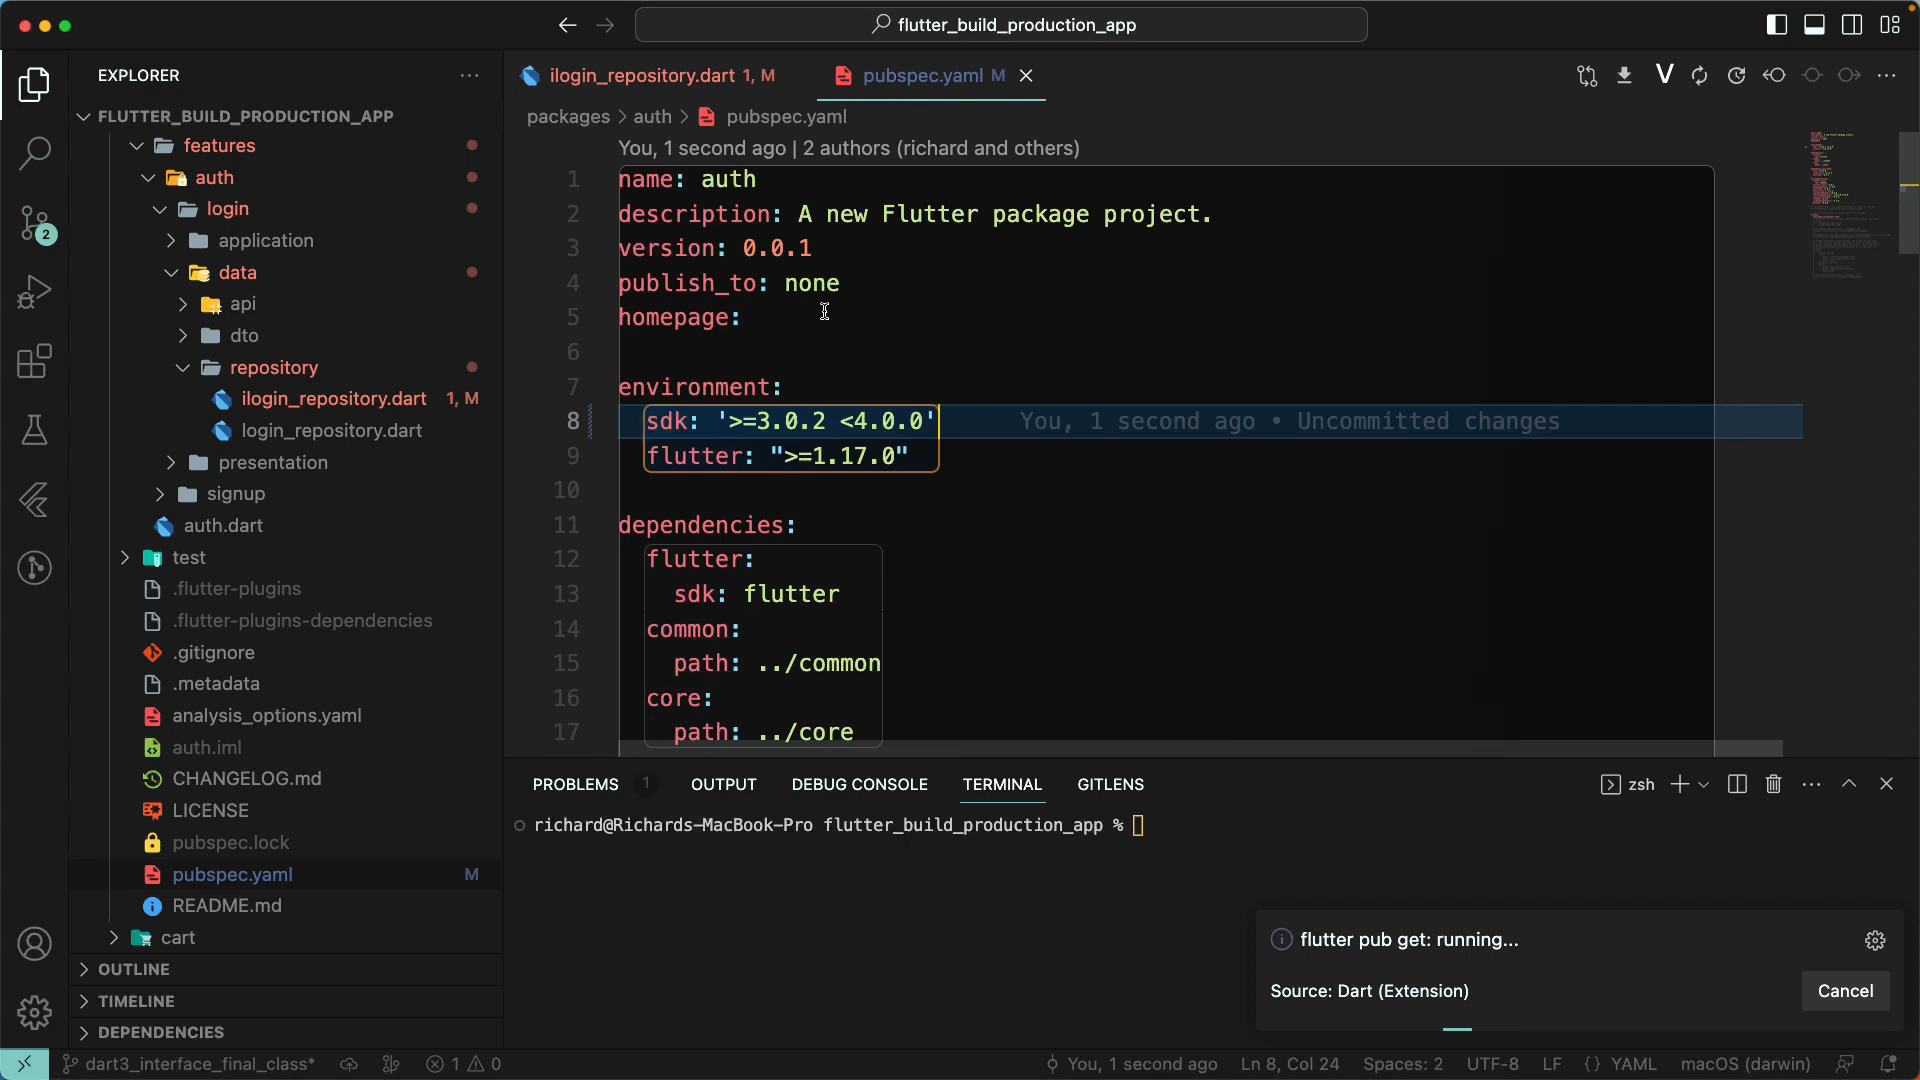 flutter_build_production_app
EXPLORER
FLUTTER_BUILD_PRODUCTION_APP
features
auth
login
application
data
api
dto
repository
ilogin_repository.dart 1, M
login_repository.dart
presentation
signup
auth.dart
test
.flutter-plugins
.flutter-plugins-dependencies
.gitignore
.metadata
analysis_options.yaml
auth.iml
CHANGELOG.md
LICENSE
pubspec.lock
pubspec.yaml M
README.md
cart
OUTLINE
TIMELINE
DEPENDENCIES
2
ilogin_repository.dart 1, M
pubspec.yaml M
packages > auth > pubspec.yaml
You, 1 second ago | 2 authors (richard and others)
1 name: auth
2 description: A new Flutter package project.
3 version: 0.0.1
4 publish_to: none
5 homepage:
6
7 environment:
8 sdk: '>=3.0.2 <4.0.0' You, 1 second ago • Uncommitted changes
9 flutter: ">=1.17.0"
10
11 dependencies:
12 flutter:
13 sdk: flutter
14 common:
15 path: ../common
16 core:
17 path: ../core
PROBLEMS 1 OUTPUT DEBUG CONSOLE TERMINAL GITLENS
zsh
richard@Richards-MacBook-Pro flutter_build_production_app %
flutter pub get: running...
Source: Dart (Extension)
Cancel
dart3_interface_final_class* 1 0
You, 1 second ago Ln 8, Col 24 Spaces: 2 UTF-8 LF {} YAML macOS (darwin)